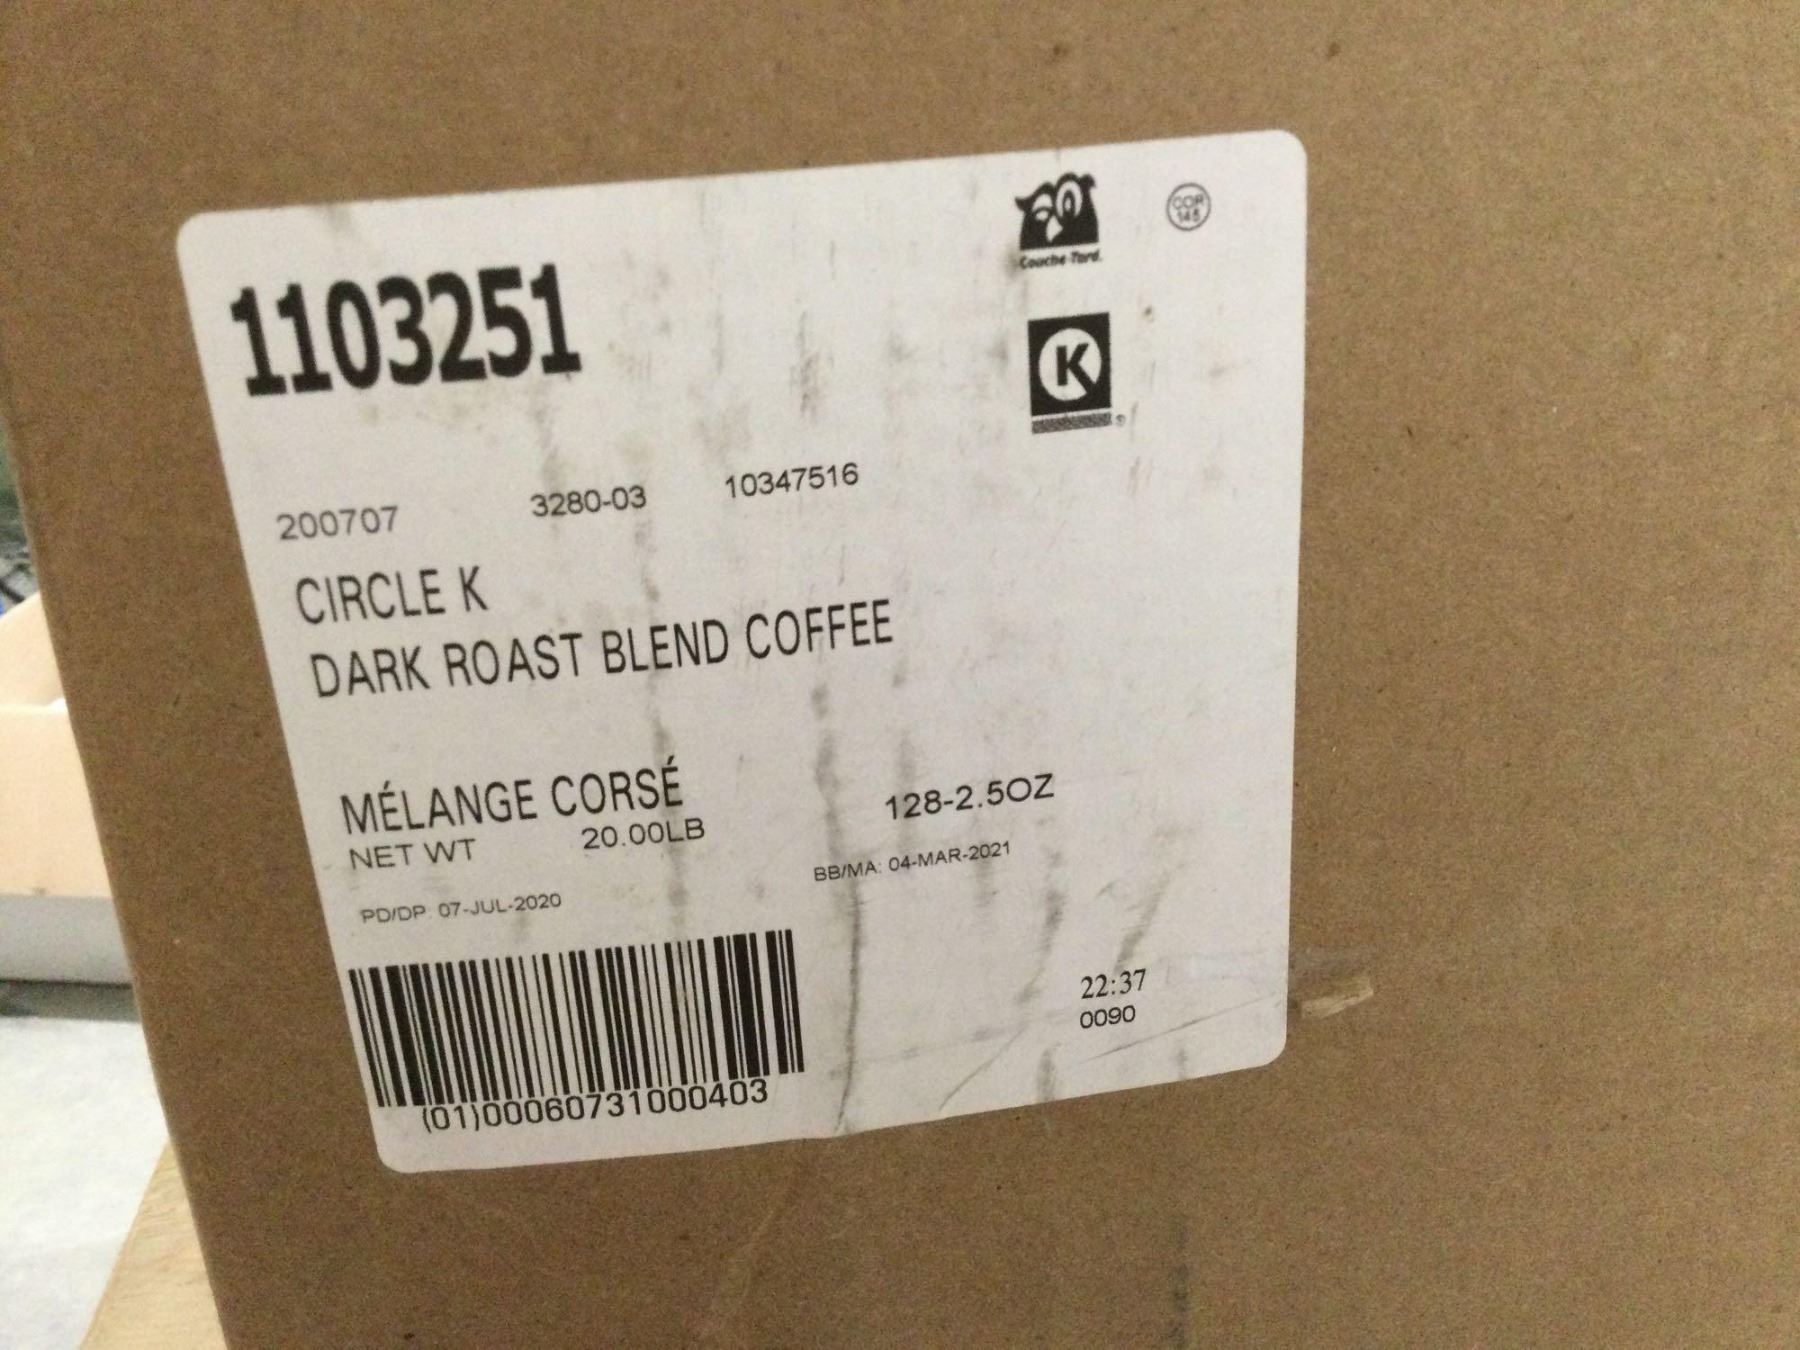 Couche-Tard.
COR
145
1103251
K
200707 3280-03 10347516
CIRCLE K
DARK ROAST BLEND COFFEE
MÉLANGE CORSÉ
NET WT 20.00LB 128-2.5OZ
PD/DP 07-JUL-2020 BB/MA: 04-MAR-2021
22:37
0090
(01)00060731000403